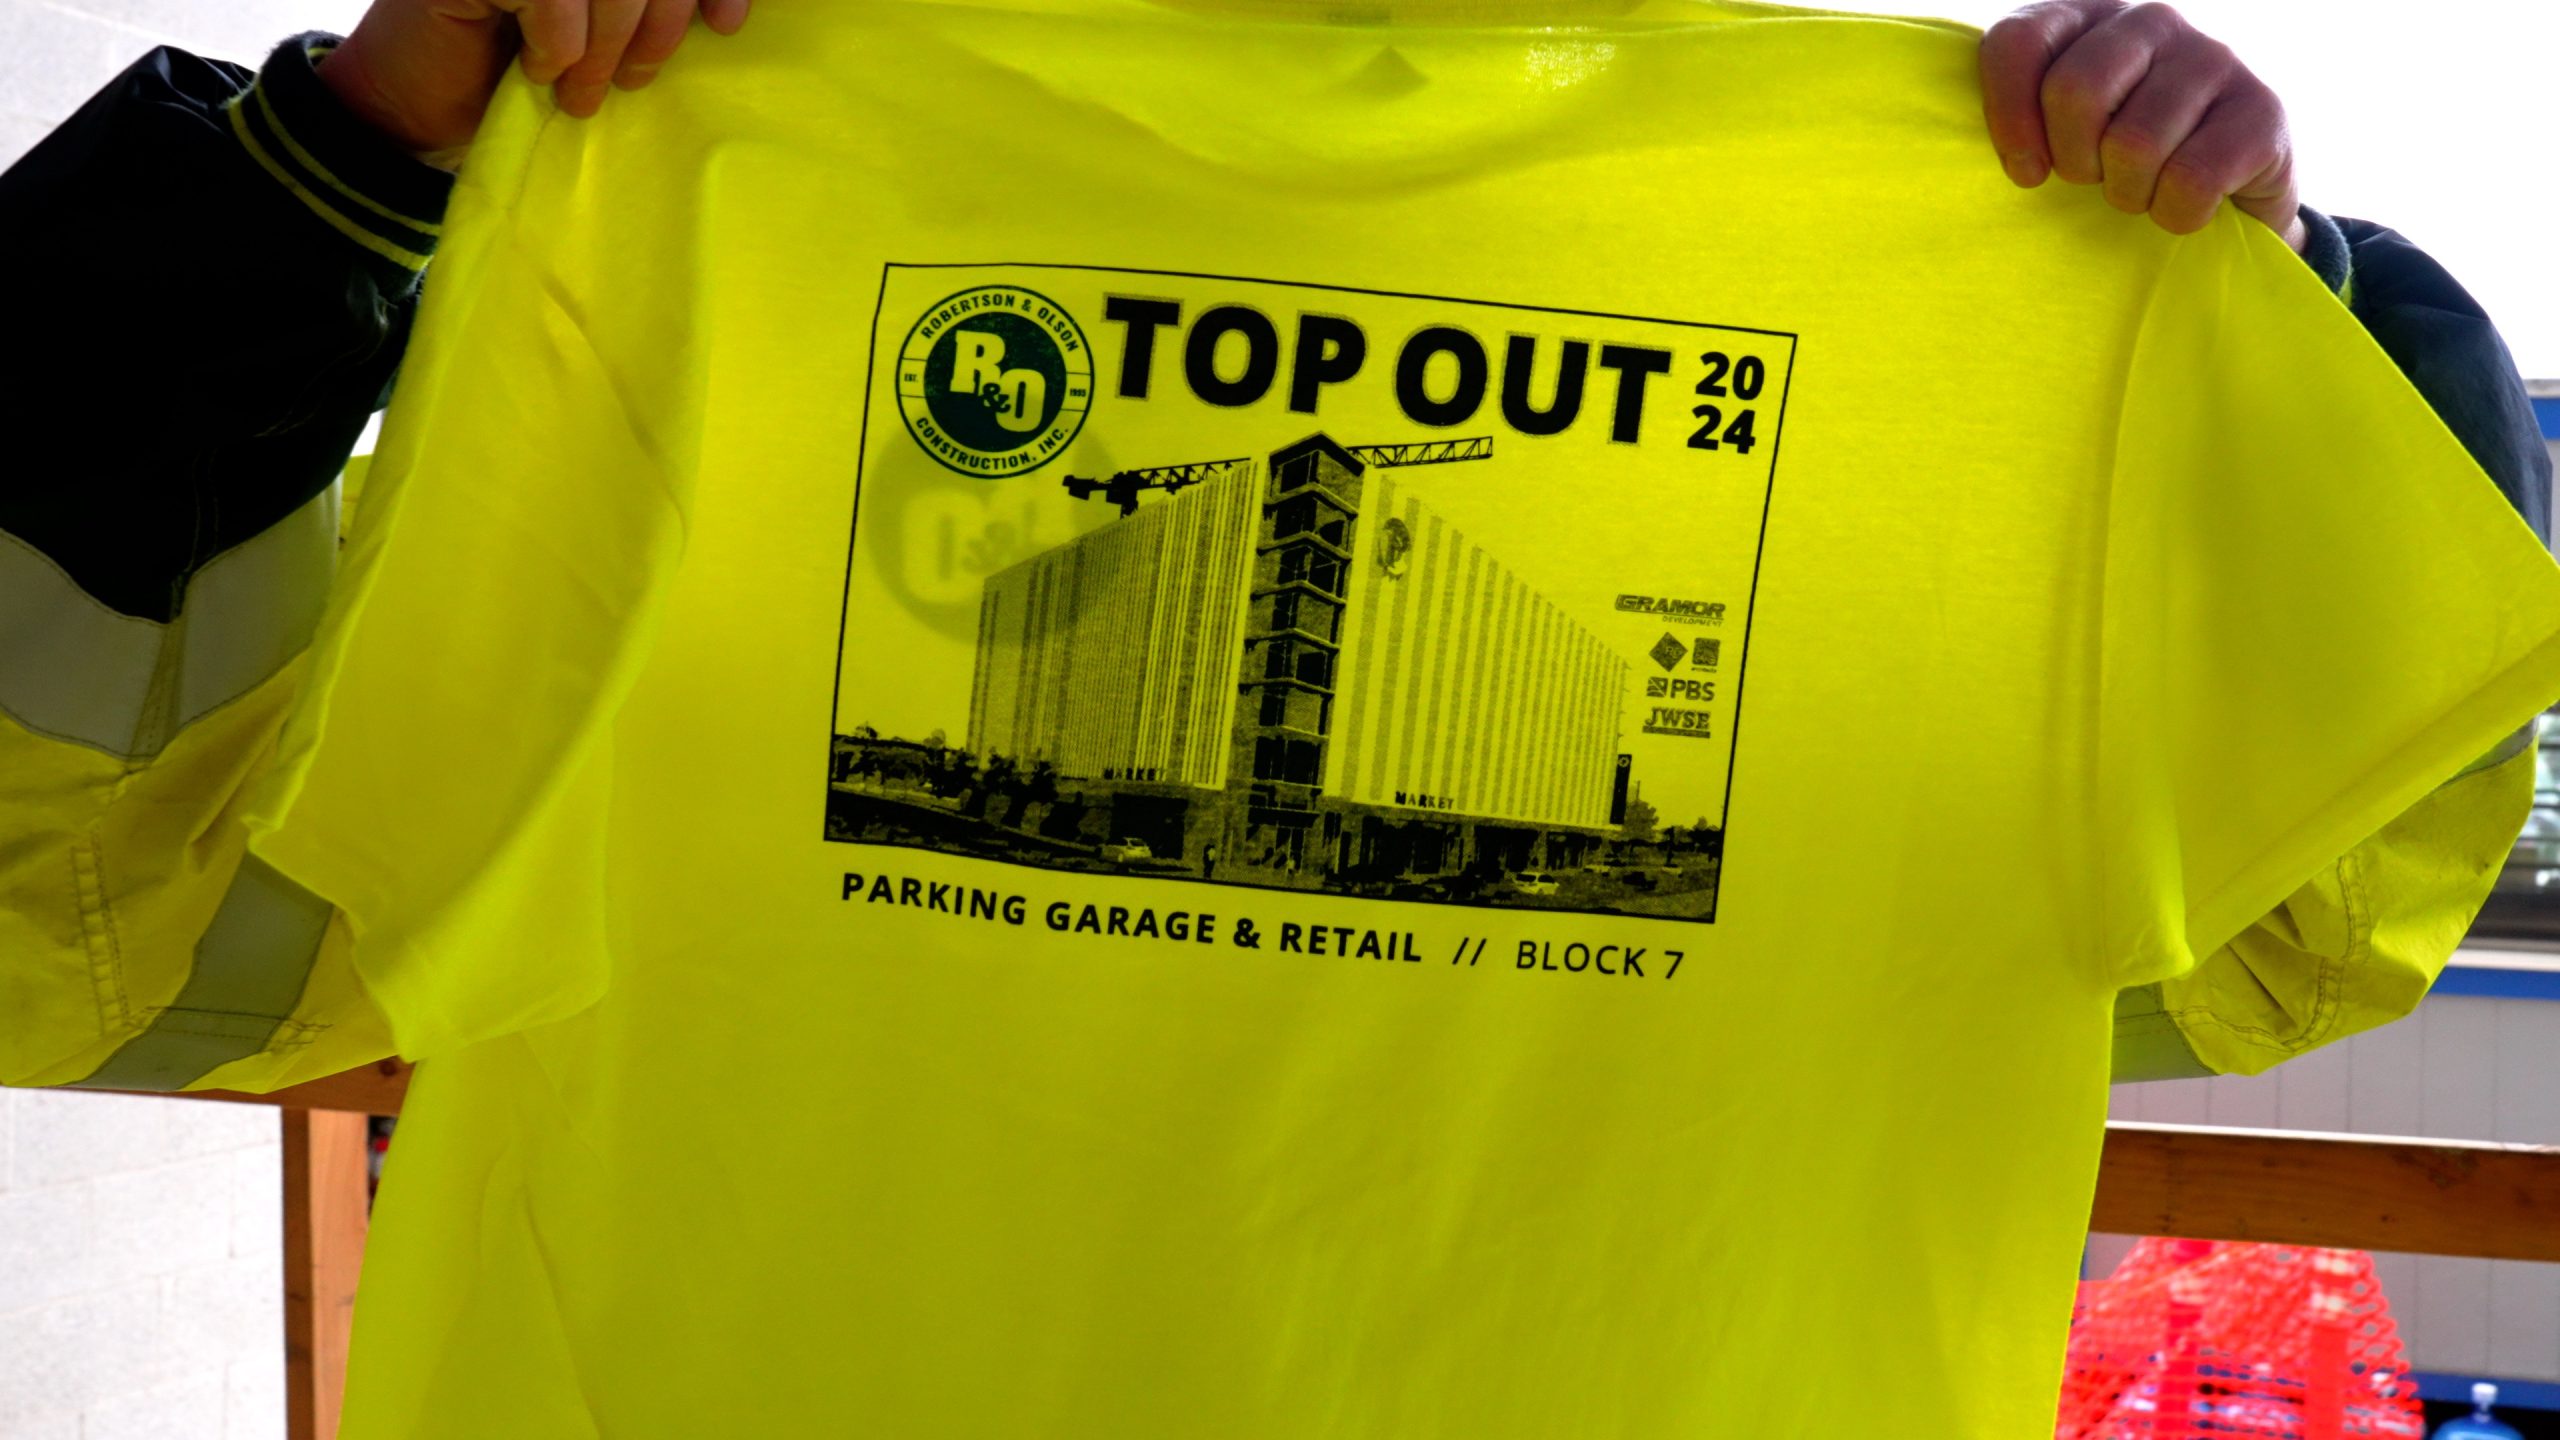 ROBERTSON & OLSON
EST. 1995
R&O
CONSTRUCTION, INC.
TOP OUT
20
24
GRAMOR
DEVELOPMENT
PBS
JWSE
MARKET
MARKET
PARKING GARAGE & RETAIL // BLOCK 7